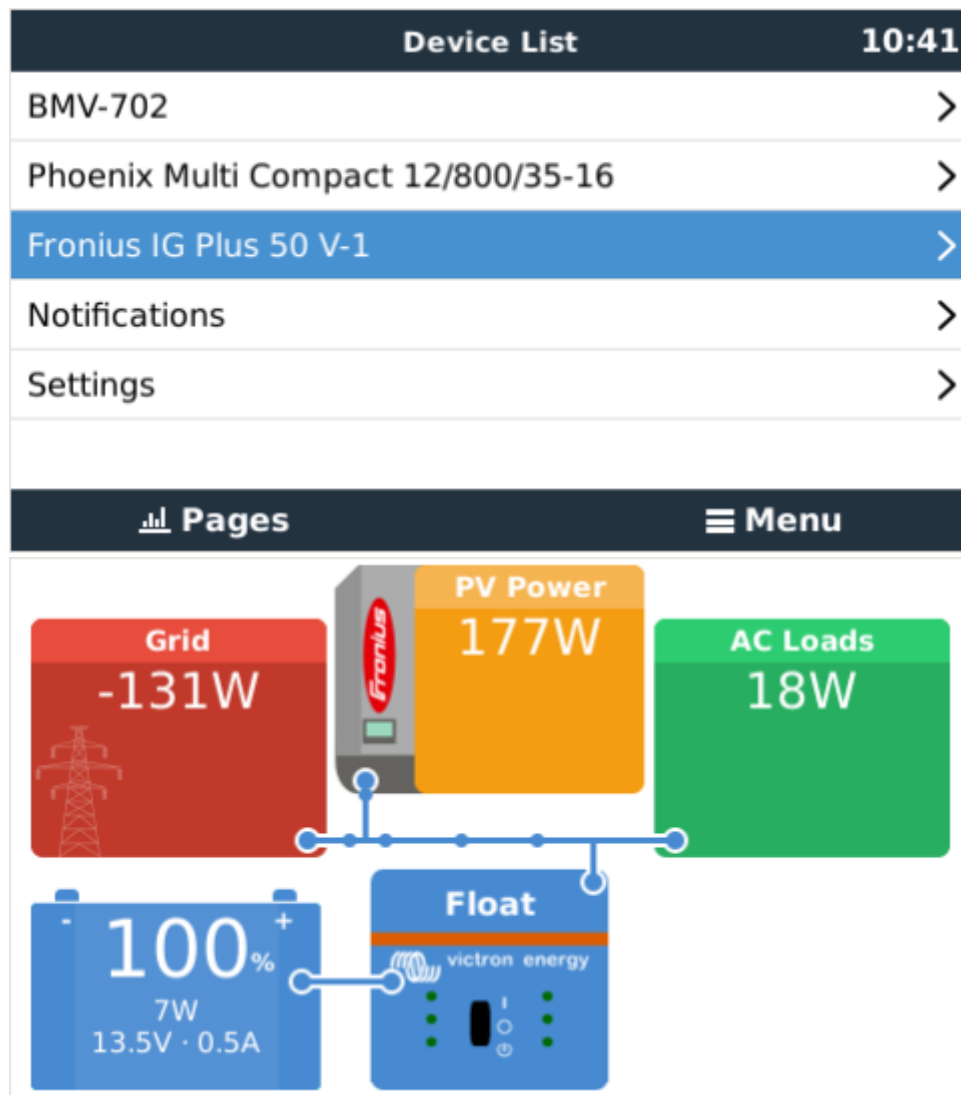 Device List 10:41
BMV-702
Phoenix Multi Compact 12/800/35-16
Fronius IG Plus 50 V-1
Notifications
Settings
Pages Menu
PV Power
177W
Grid
-131W
Fronius
AC Loads
18W
- +
100%
7W
13.5V · 0.5A
Float
victron energy
I